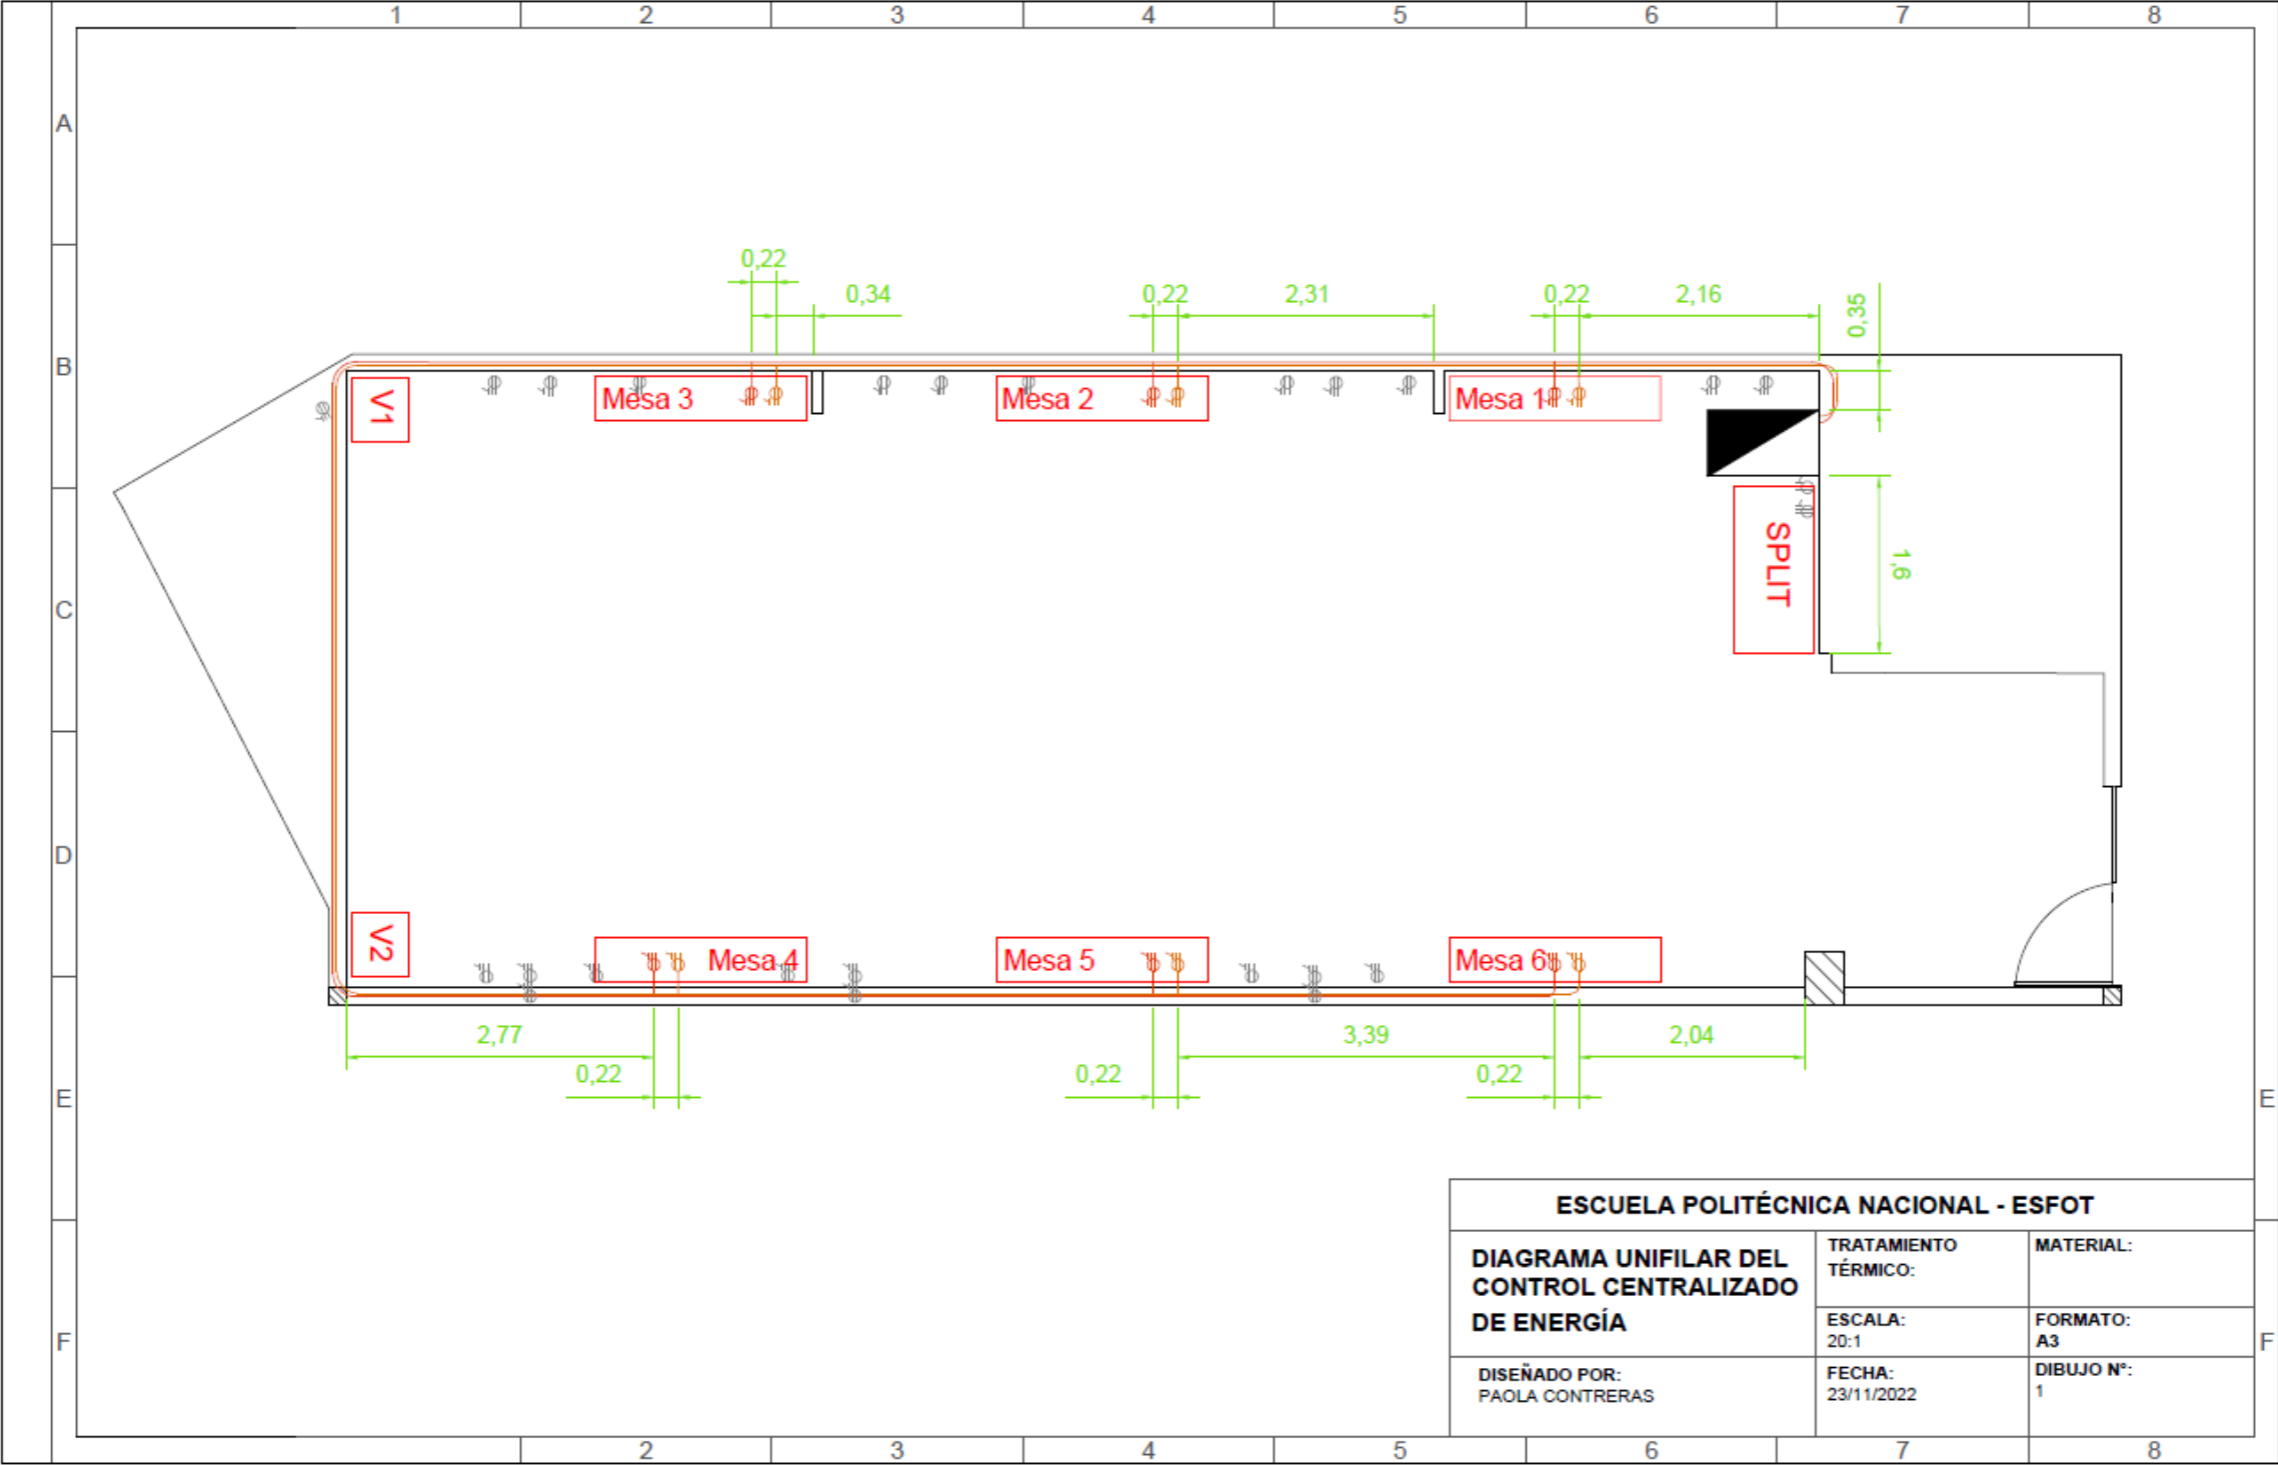 1 2 3 4 5 6 7 8
A
0,22
0,34 0,22 2,31 0,22 2,16 0,35
B
V1 Mesa 3 Mesa 2 Mesa 1
SPLIT 1,6
C
D
V2 Mesa 4 Mesa 5 Mesa 6
2,77 3,39 2,04
0,22 0,22 0,22
E E
ESCUELA POLITÉCNICA NACIONAL - ESFOT
DIAGRAMA UNIFILAR DEL
CONTROL CENTRALIZADO
DE ENERGÍA
TRATAMIENTO
TÉRMICO:
MATERIAL:
ESCALA:
20:1
FORMATO:
A3
F F
DISEÑADO POR:
PAOLA CONTRERAS
FECHA:
23/11/2022
DIBUJO Nº:
1
2 3 4 5 6 7 8